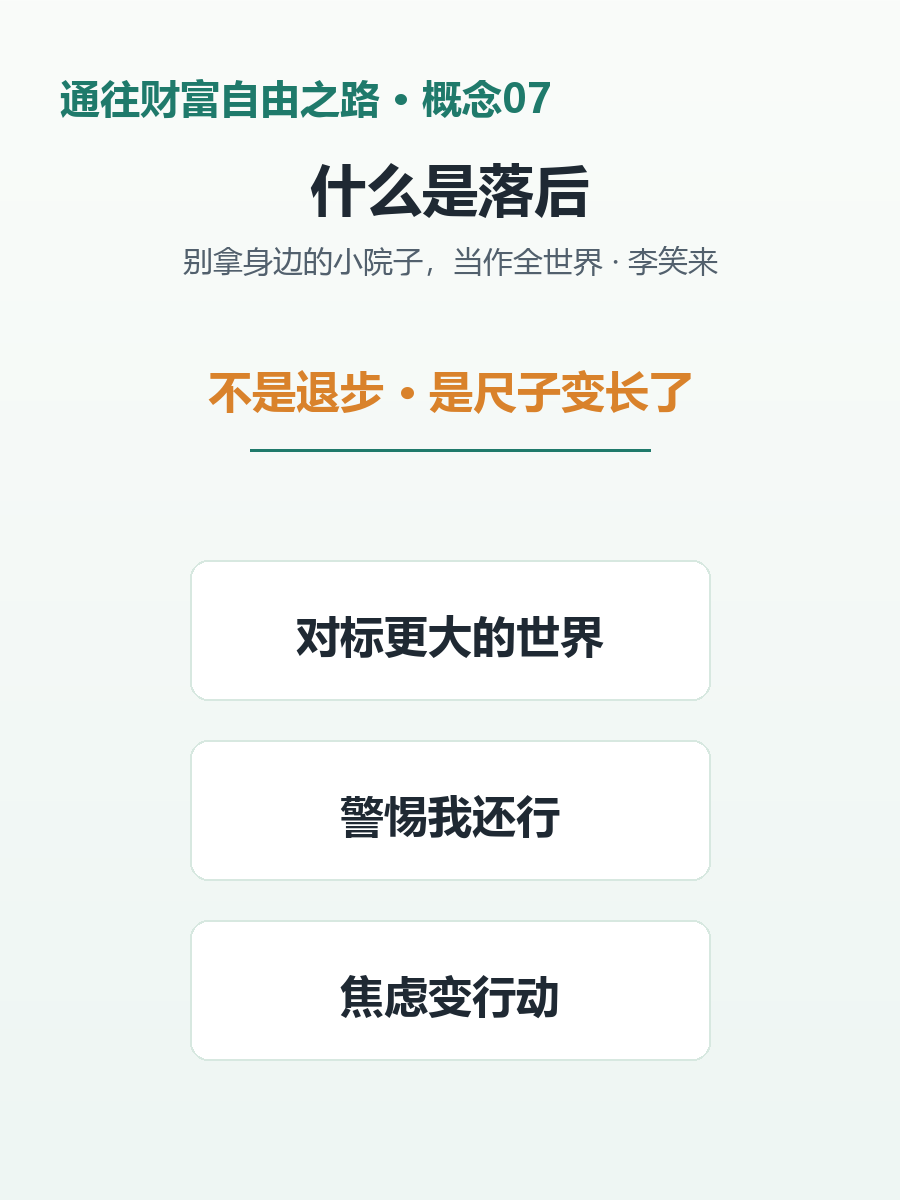 通往财富自由之路 • 概念07
什么是落后
别拿身边的小院子，当作全世界 · 李笑来
不是退步 • 是尺子变长了
对标更大的世界
警惕我还行
焦虑变行动